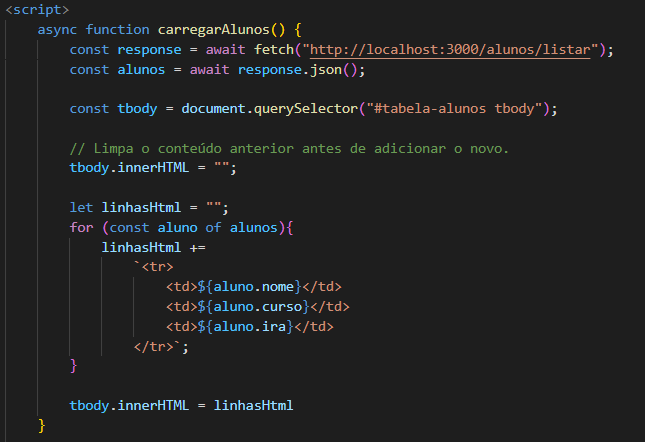 <script>
async function carregarAlunos() {
const response = await fetch("http://localhost:3000/alunos/listar");
const alunos = await response.json();
const tbody = document.querySelector("#tabela-alunos tbody");
// Limpa o conteúdo anterior antes de adicionar o novo.
tbody.innerHTML = "";
let linhasHtml = "";
for (const aluno of alunos){
linhasHtml +=
`<tr>
<td>${aluno.nome}</td>
<td>${aluno.curso}</td>
<td>${aluno.ira}</td>
</tr>`;
}
tbody.innerHTML = linhasHtml
}